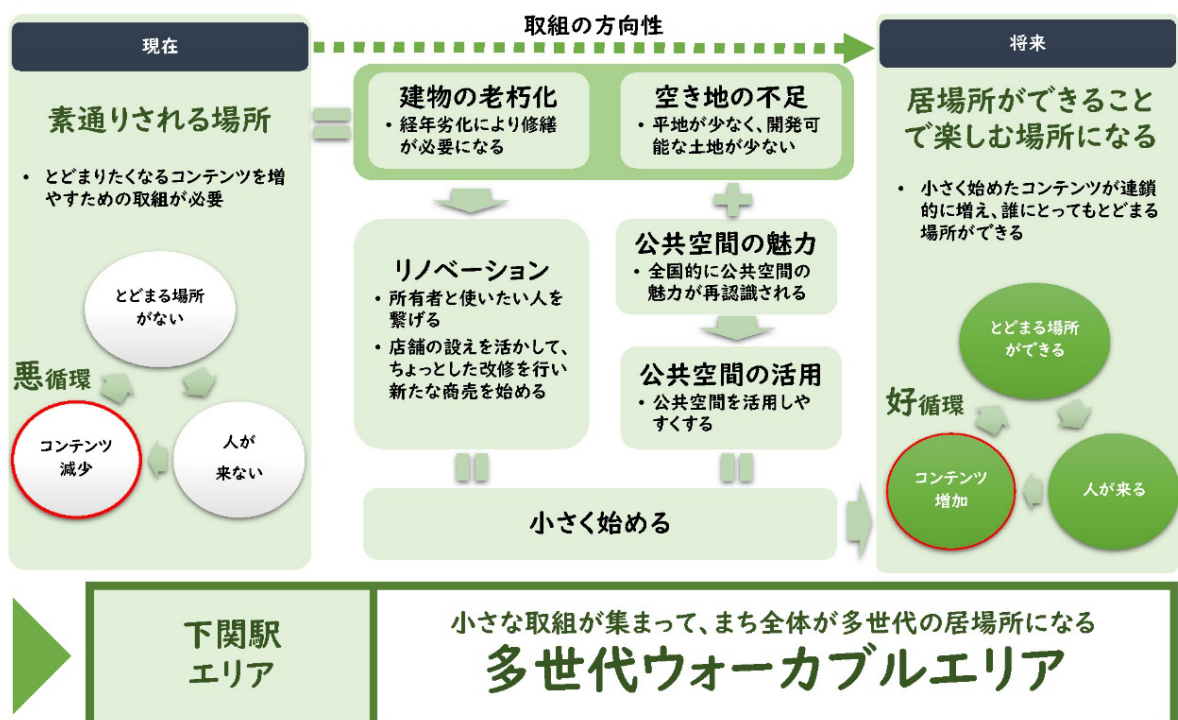 取組の方向性
現在
素通りされる場所
• とどまりたくなるコンテンツを増
やすための取組が必要
とどまる場所
がない
悪循環
コンテンツ
減少
人が
来ない
建物の老朽化
• 経年劣化により修繕
が必要になる
空き地の不足
• 平地が少なく、開発可
能な土地が少ない
リノベーション
• 所有者と使いたい人を
繋げる
• 店舗の設えを活かして、
ちょっとした改修を行い
新たな商売を始める
公共空間の魅力
• 全国的に公共空間の
魅力が再認識される
公共空間の活用
• 公共空間を活用しや
すくする
小さく始める
将来
居場所ができること
で楽しむ場所になる
• 小さく始めたコンテンツが連鎖
的に増え、誰にとってもとどまる
場所ができる
とどまる場所
ができる
好循環
コンテンツ
増加
人が来る
下関駅
エリア
小さな取組が集まって、まち全体が多世代の居場所になる
多世代ウォーカブルエリア